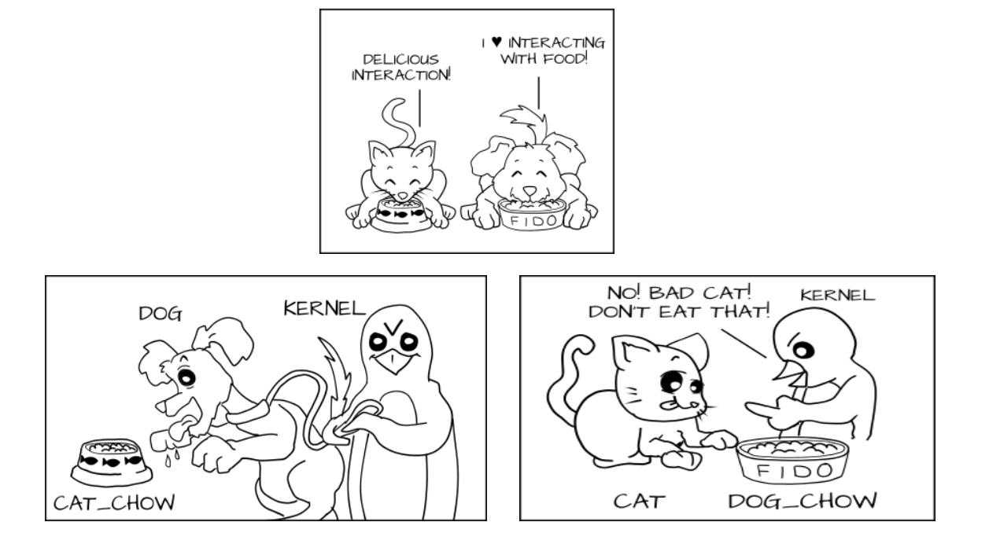 I ♥ INTERACTING
WITH FOOD!
DELICIOUS
INTERACTION!
FIDO
DOG
KERNEL
CAT_CHOW
NO! BAD CAT!
DON'T EAT THAT!
KERNEL
FIDO
CAT
DOG_CHOW